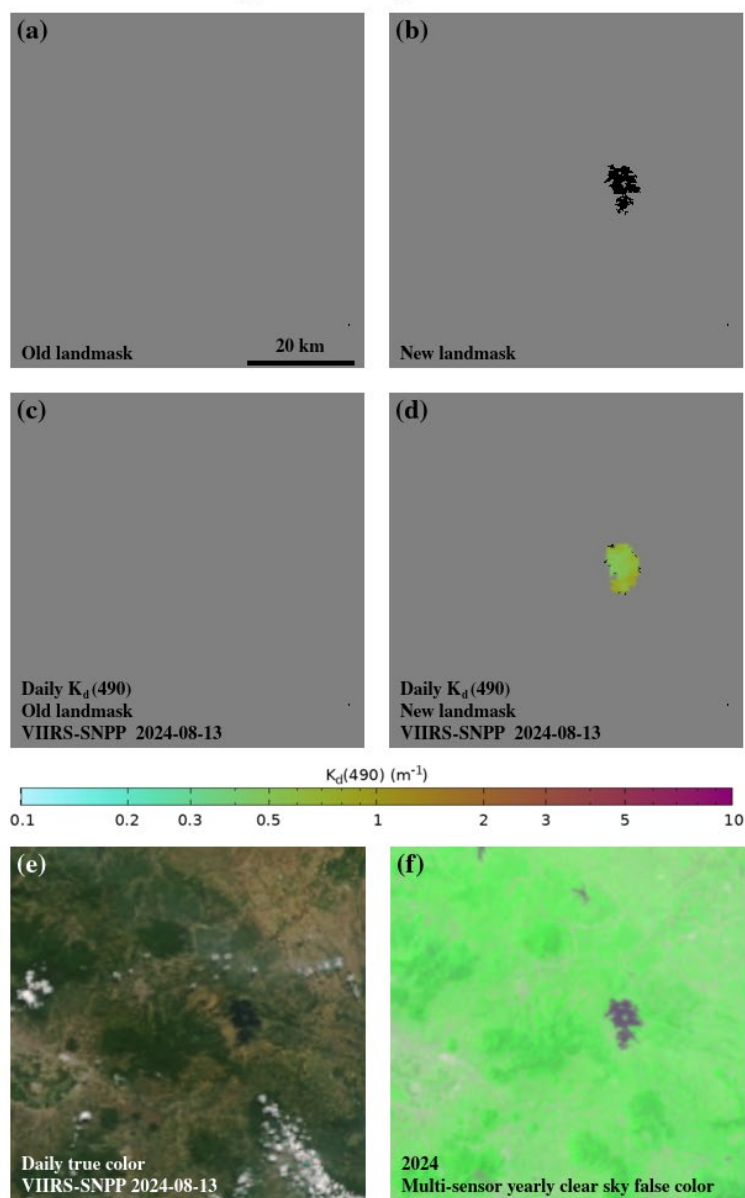 (a)
(b)
Old landmask
20 km
New landmask
(c)
(d)
Daily K_d(490)
Old landmask
VIIRS-SNPP 2024-08-13
Daily K_d(490)
New landmask
VIIRS-SNPP 2024-08-13
K_d(490) (m⁻¹)
0.1 0.2 0.3 0.5 1 2 3 5 10
(e)
(f)
Daily true color
VIIRS-SNPP 2024-08-13
2024
Multi-sensor yearly clear sky false color